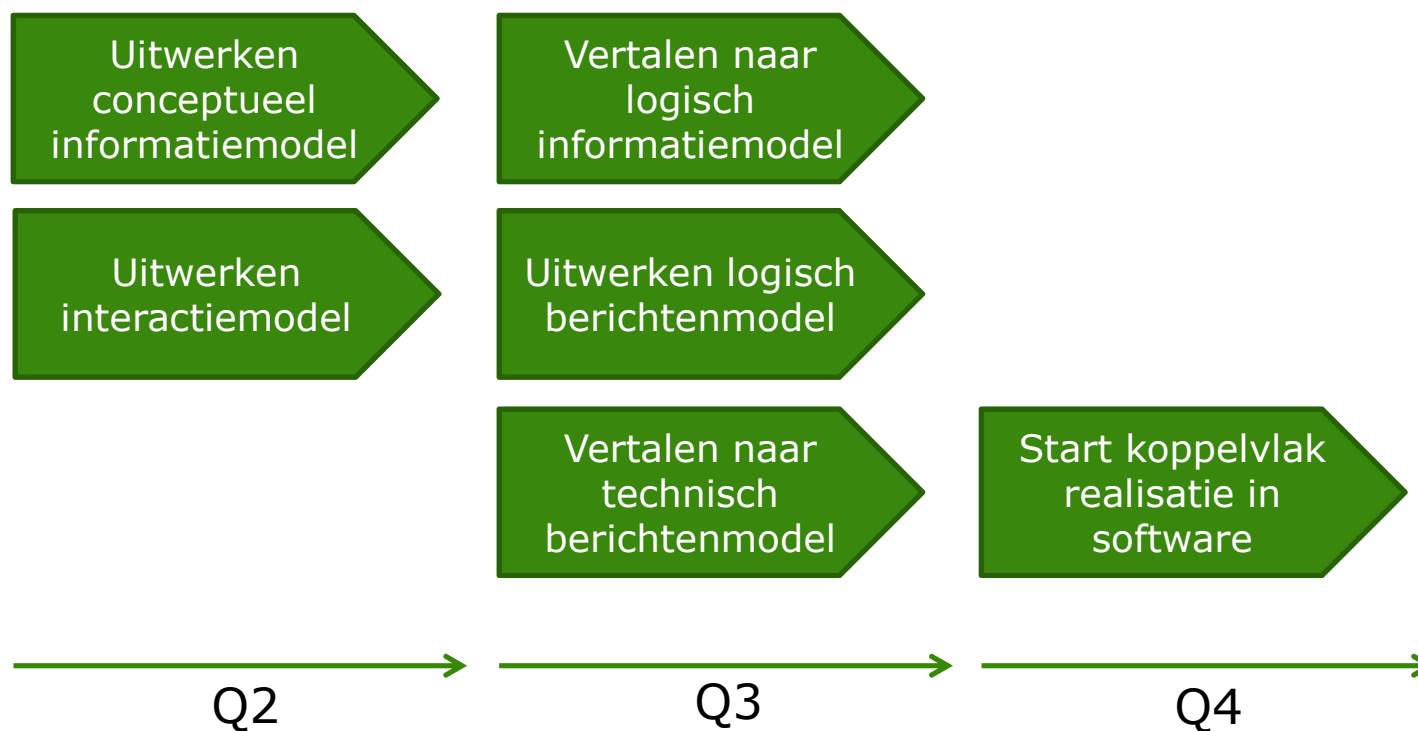 Uitwerken
conceptueel
informatiemodel
Vertalen naar
logisch
informatiemodel
Uitwerken
interactiemodel
Uitwerken logisch
berichtenmodel
Vertalen naar
technisch
berichtenmodel
Start koppelvlak
realisatie in
software
Q2
Q3
Q4